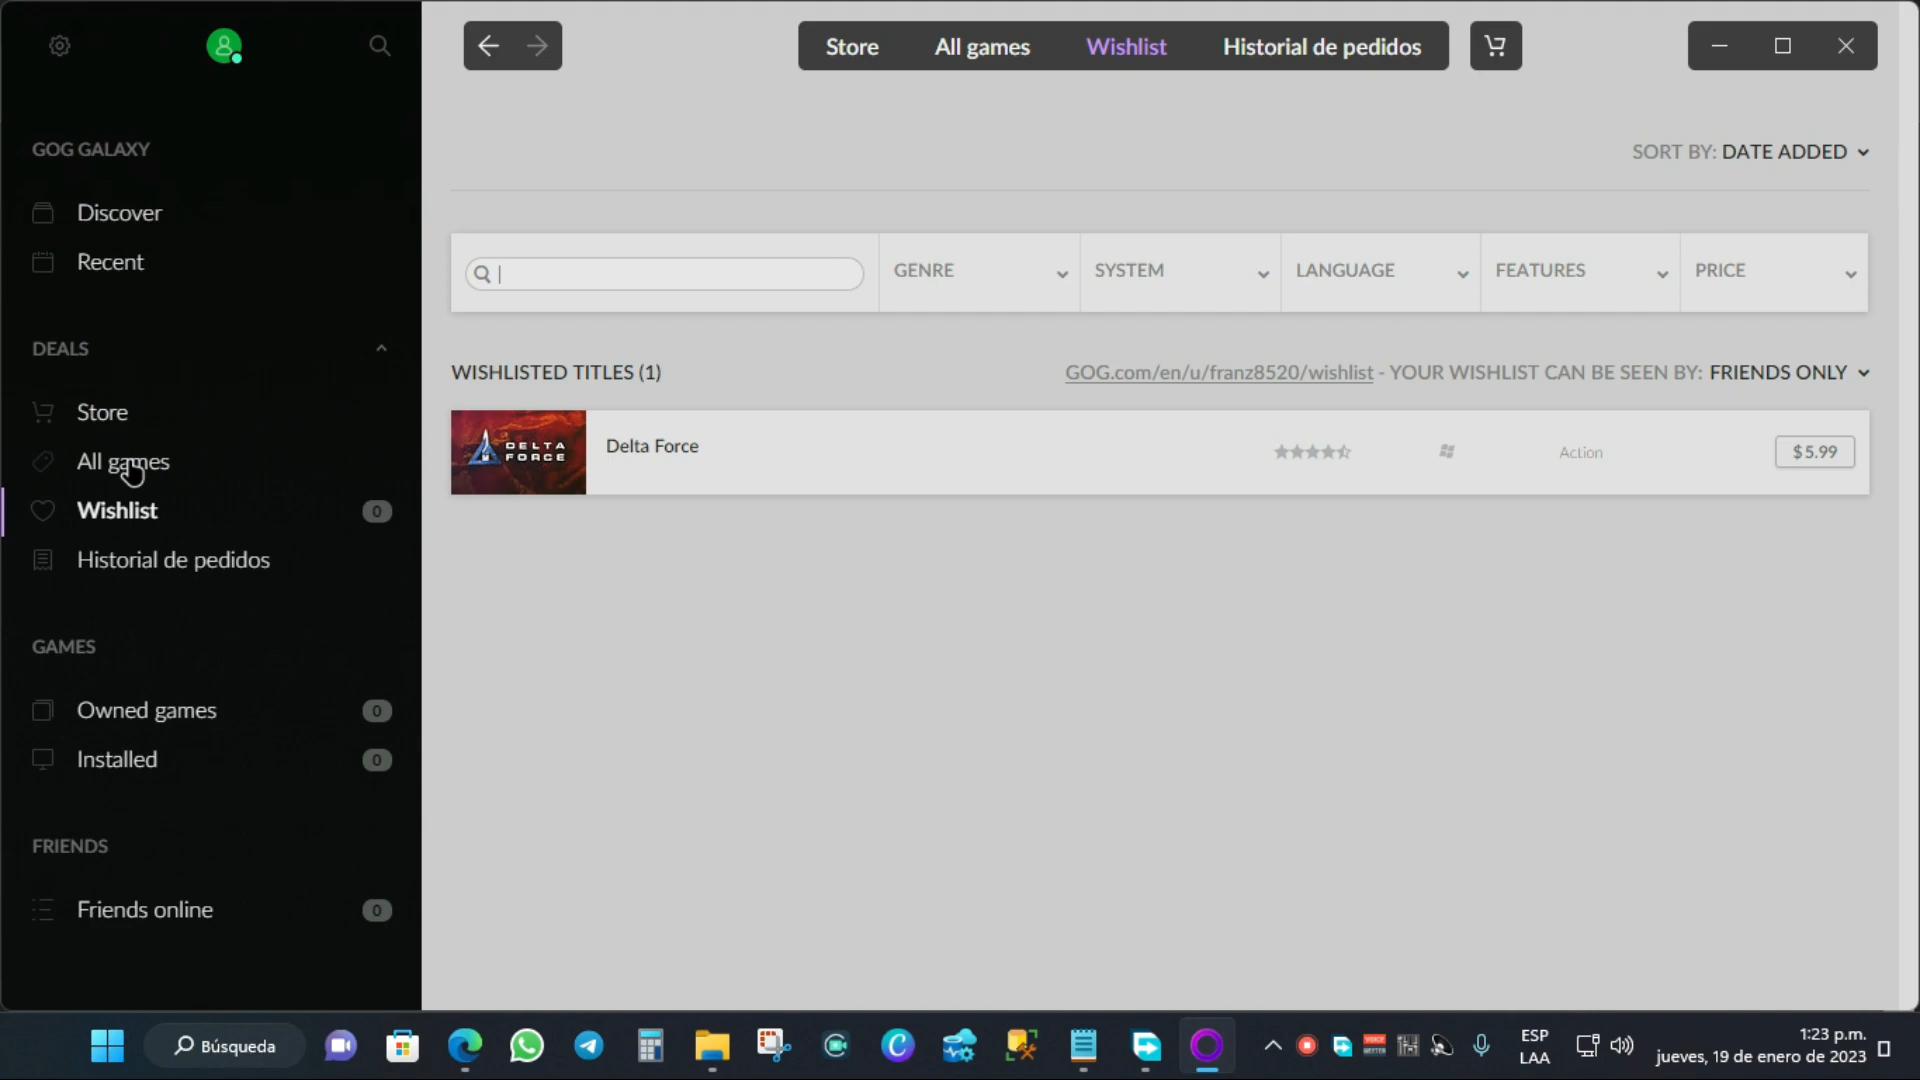 Store
All games
Wishlist
Historial de pedidos
GOG GALAXY
SORT BY: DATE ADDED
Discover
Recent
GENRE
SYSTEM
LANGUAGE
FEATURES
PRICE
DEALS
WISHLISTED TITLES (1)
GOG.com/en/u/franz8520/wishlist - YOUR WISHLIST CAN BE SEEN BY: FRIENDS ONLY
Store
All games
Wishlist 0
Historial de pedidos
DELTA
FORCE
Delta Force
Action
$5.99
GAMES
Owned games 0
Installed 0
FRIENDS
Friends online 0
Búsqueda
ESP
LAA
1:23 p.m.
jueves, 19 de enero de 2023